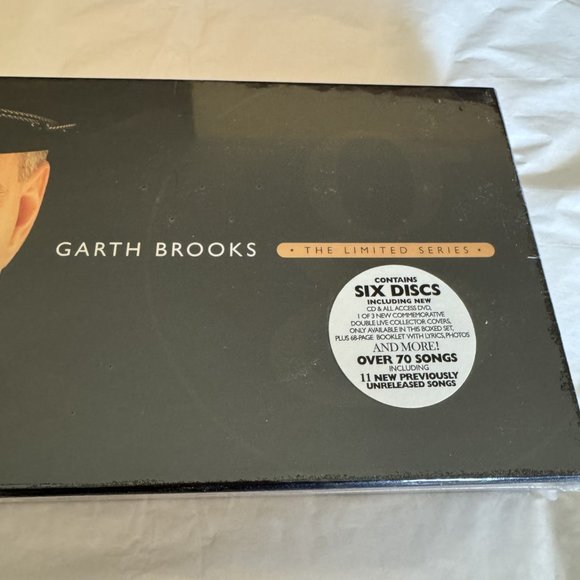 GARTH BROOKS • THE LIMITED SERIES •
CONTAINS
SIX DISCS
INCLUDING NEW
CD & ALL ACCESS DVD,
1 OF 3 NEW COMMEMORATIVE
DOUBLE LIVE COLLECTOR COVERS,
ONLY AVAILABLE IN THIS BOXED SET,
PLUS 68-PAGE BOOKLET WITH LYRICS, PHOTOS
AND MORE!
OVER 70 SONGS
INCLUDING
11 NEW PREVIOUSLY
UNRELEASED SONGS